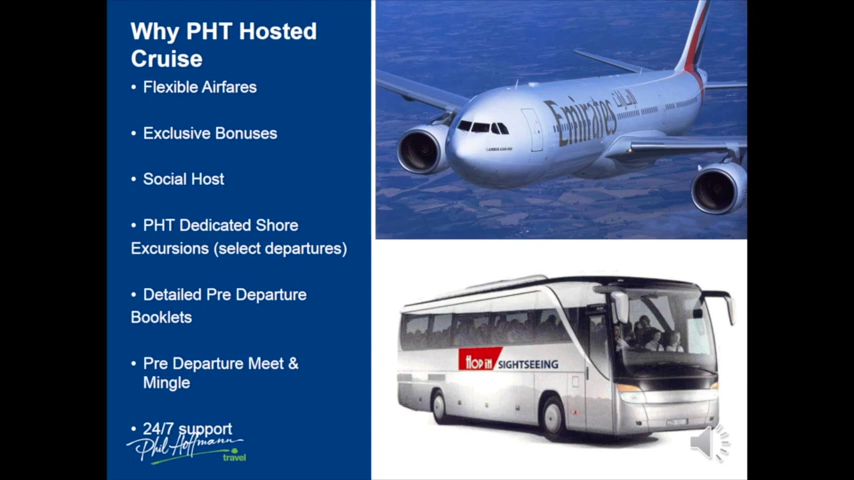 Why PHT Hosted
Cruise
• Flexible Airfares
• Exclusive Bonuses
• Social Host
• PHT Dedicated Shore
Excursions (select departures)
• Detailed Pre Departure
Booklets
• Pre Departure Meet &
Mingle
• 24/7 support
Phil Hoffmann
travel
Emirates
Hop in SIGHTSEEING